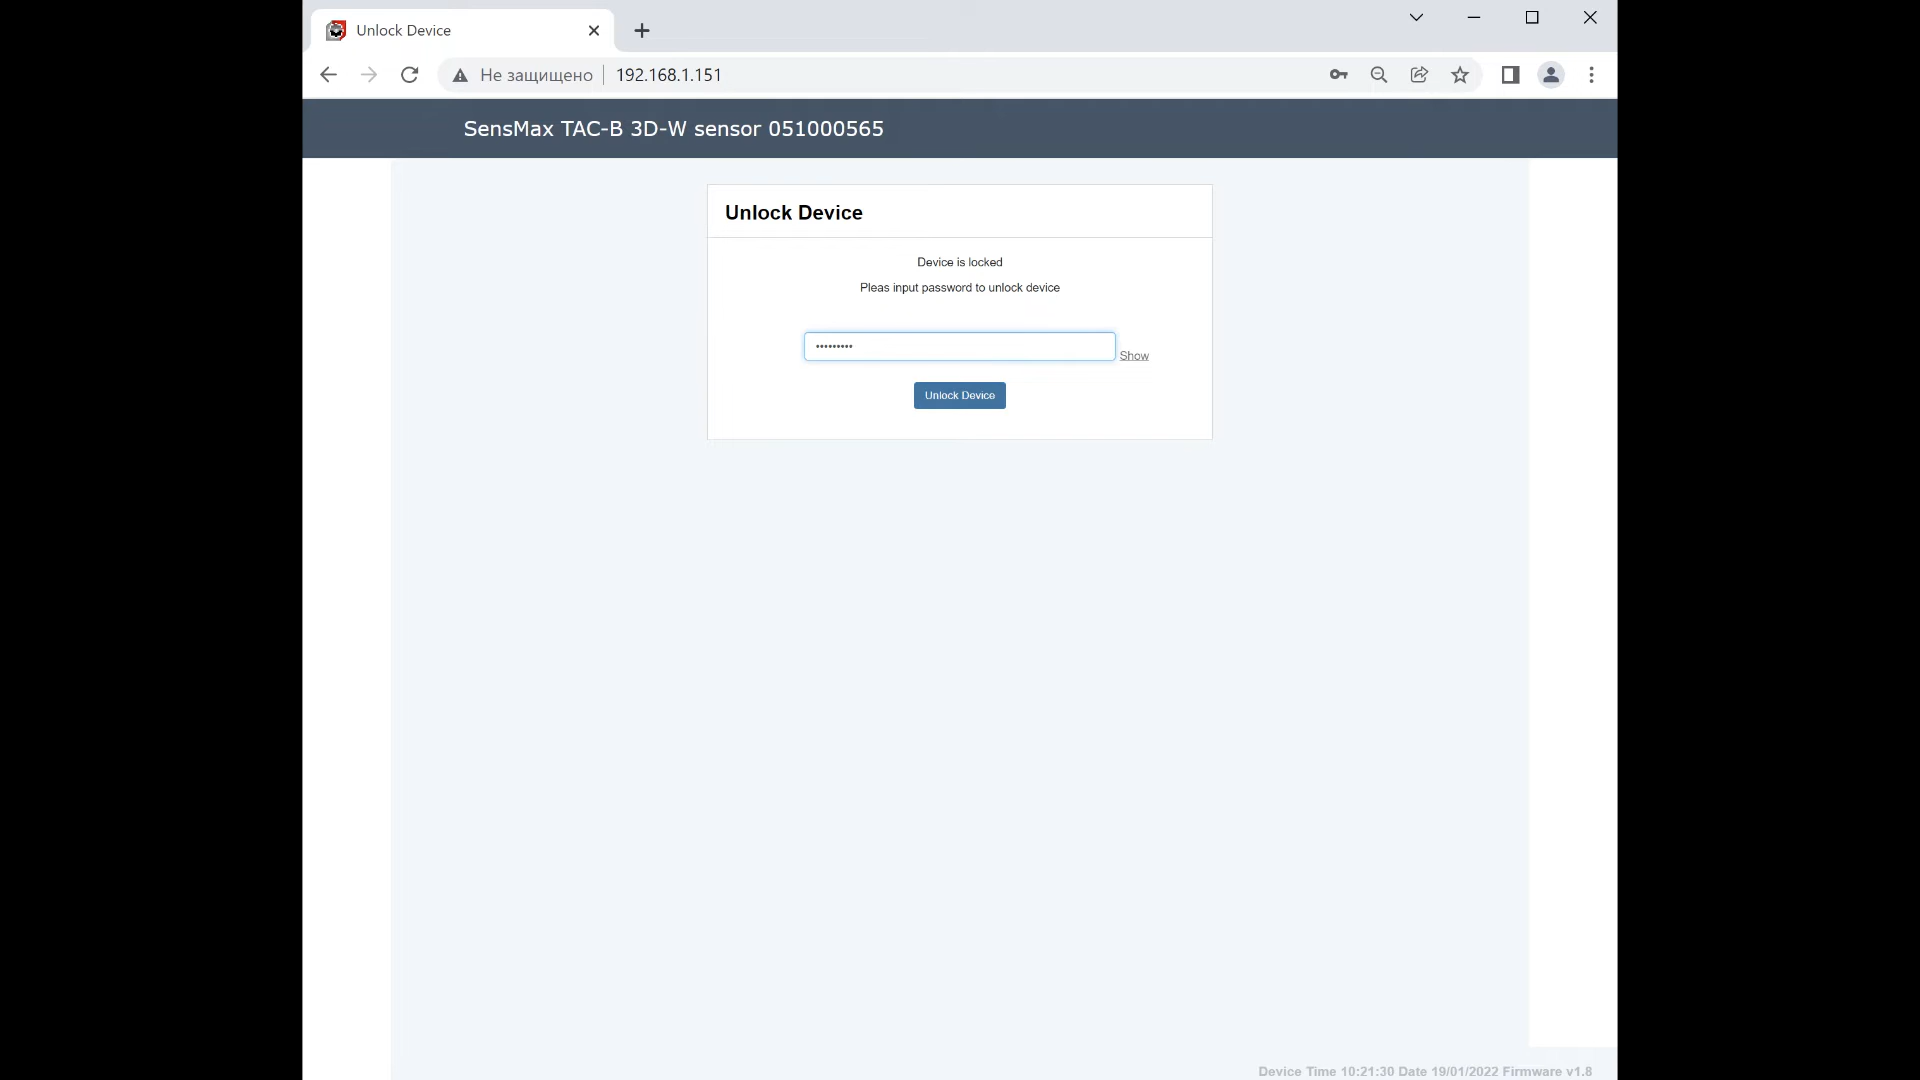 Unlock Device
Не защищено 192.168.1.151
SensMax TAC-B 3D-W sensor 051000565
Unlock Device
Device is locked
Pleas input password to unlock device
•••••••••
Show
Unlock Device
Device Time 10:21:30 Date 19/01/2022 Firmware v1.8